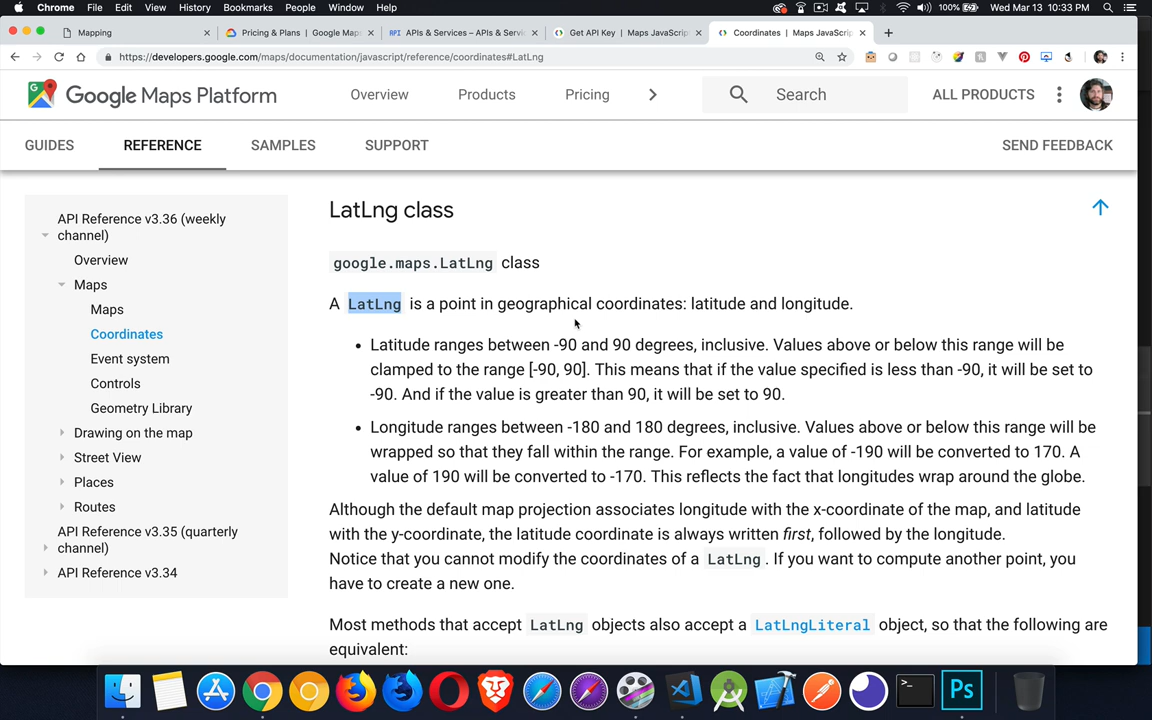 Chrome File Edit View History Bookmarks People Window Help 100% Wed Mar 13 10:33 PM
Mapping Pricing & Plans | Google Maps APIs & Services – APIs & Servic Get API Key | Maps JavaScript Coordinates | Maps JavaScript
https://developers.google.com/maps/documentation/javascript/reference/coordinates#LatLng
Google Maps Platform Overview Products Pricing Search ALL PRODUCTS
GUIDES REFERENCE SAMPLES SUPPORT SEND FEEDBACK
API Reference v3.36 (weekly
channel)
Overview
Maps
Maps
Coordinates
Event system
Controls
Geometry Library
Drawing on the map
Street View
Places
Routes
API Reference v3.35 (quarterly
channel)
API Reference v3.34
LatLng class
google.maps.LatLng class
A LatLng is a point in geographical coordinates: latitude and longitude.
• Latitude ranges between -90 and 90 degrees, inclusive. Values above or below this range will be
clamped to the range [-90, 90]. This means that if the value specified is less than -90, it will be set to
-90. And if the value is greater than 90, it will be set to 90.
• Longitude ranges between -180 and 180 degrees, inclusive. Values above or below this range will be
wrapped so that they fall within the range. For example, a value of -190 will be converted to 170. A
value of 190 will be converted to -170. This reflects the fact that longitudes wrap around the globe.
Although the default map projection associates longitude with the x-coordinate of the map, and latitude
with the y-coordinate, the latitude coordinate is always written first, followed by the longitude.
Notice that you cannot modify the coordinates of a LatLng. If you want to compute another point, you
have to create a new one.
Most methods that accept LatLng objects also accept a LatLngLiteral object, so that the following are
equivalent:
Ps